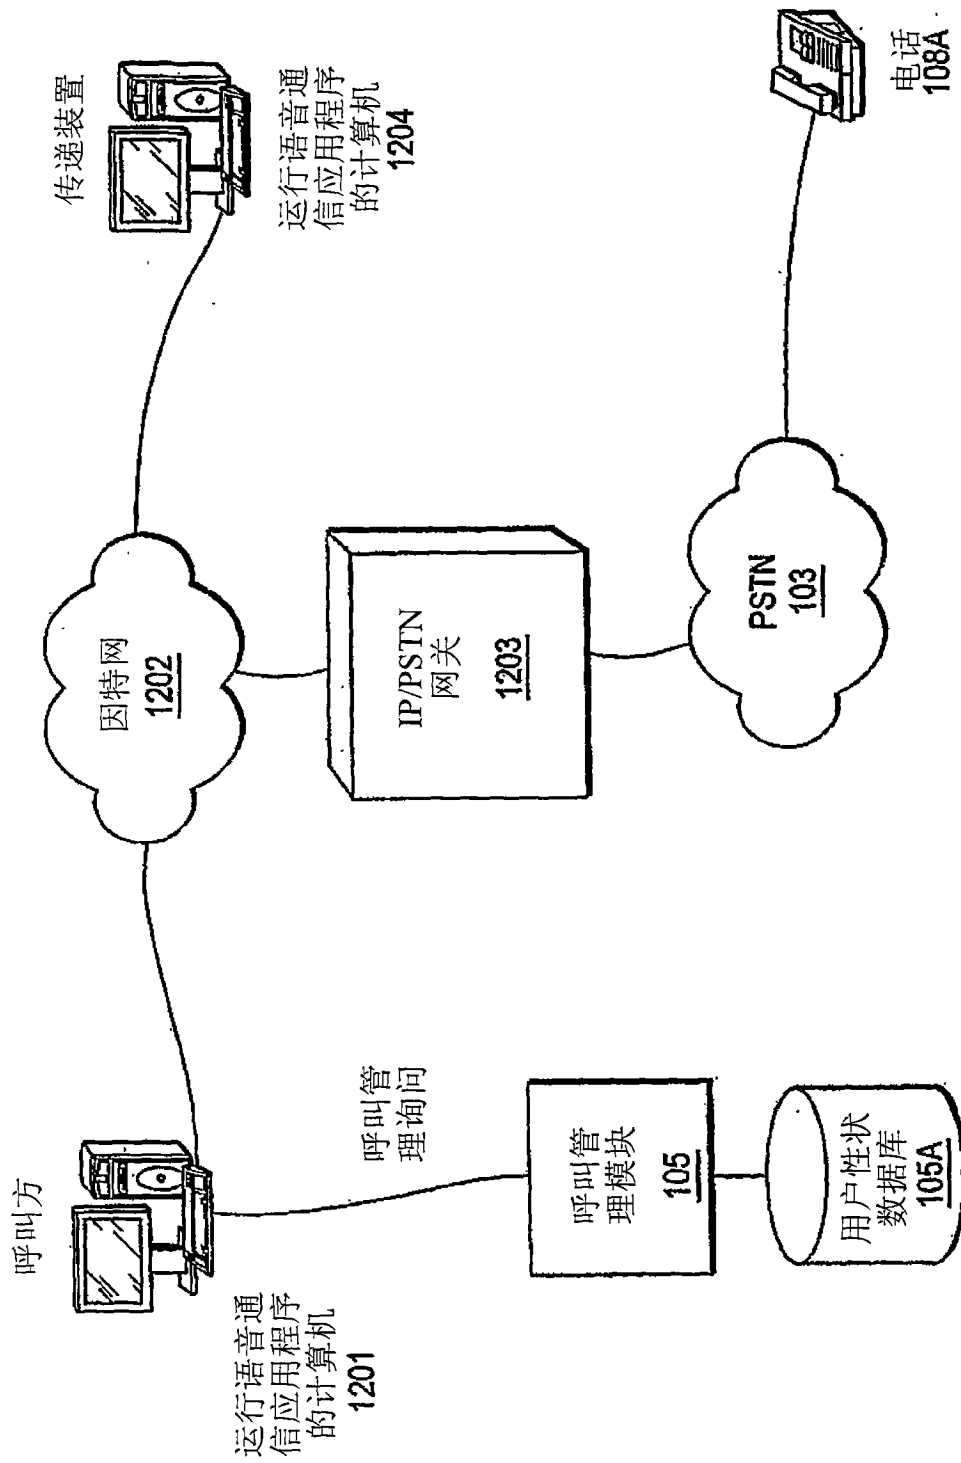 呼叫方
运行语音通
信应用程序
的计算机
1201
呼叫管
理询问
呼叫管
理模块
105
用户性状
数据库
105A
因特网
1202
IP/PSTN
网关
1203
PSTN
103
传递装置
运行语音通
信应用程序
的计算机
1204
电话
108A